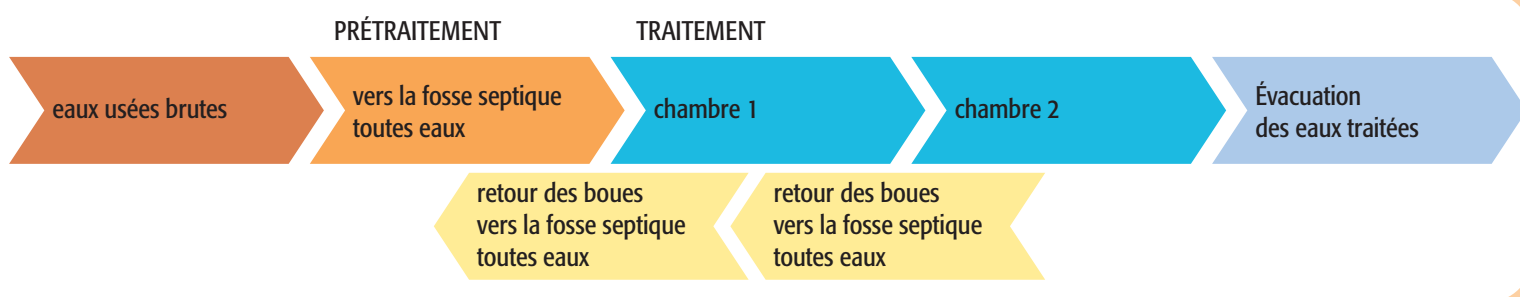 PRÉTRAITEMENT
TRAITEMENT
eaux usées brutes
vers la fosse septique
toutes eaux
chambre 1
chambre 2
Évacuation
des eaux traitées
retour des boues
vers la fosse septique
toutes eaux
retour des boues
vers la fosse septique
toutes eaux